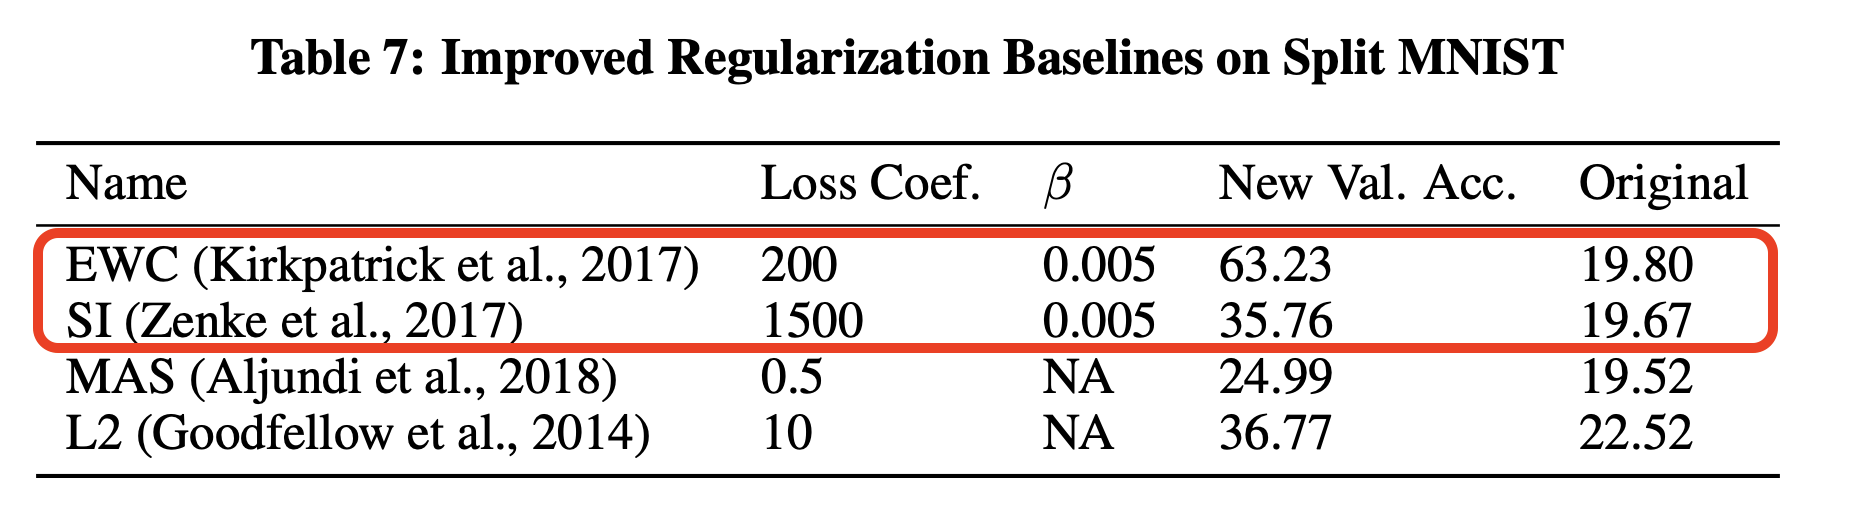 Table 7: Improved Regularization Baselines on Split MNIST
Name Loss Coef. β New Val. Acc. Original
EWC (Kirkpatrick et al., 2017) 200 0.005 63.23 19.80
SI (Zenke et al., 2017) 1500 0.005 35.76 19.67
MAS (Aljundi et al., 2018) 0.5 NA 24.99 19.52
L2 (Goodfellow et al., 2014) 10 NA 36.77 22.52